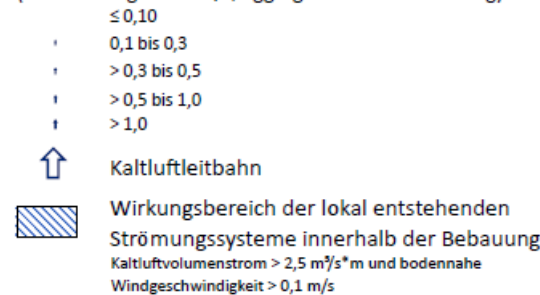 ≤ 0,10
0,1 bis 0,3
> 0,3 bis 0,5
> 0,5 bis 1,0
> 1,0
Kaltluftleitbahn
Wirkungsbereich der lokal entstehenden
Strömungssysteme innerhalb der Bebauung
Kaltluftvolumenstrom > 2,5 m³/s*m und bodennahe
Windgeschwindigkeit > 0,1 m/s